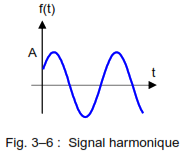 f(t)
A
t
Fig. 3–6 : Signal harmonique